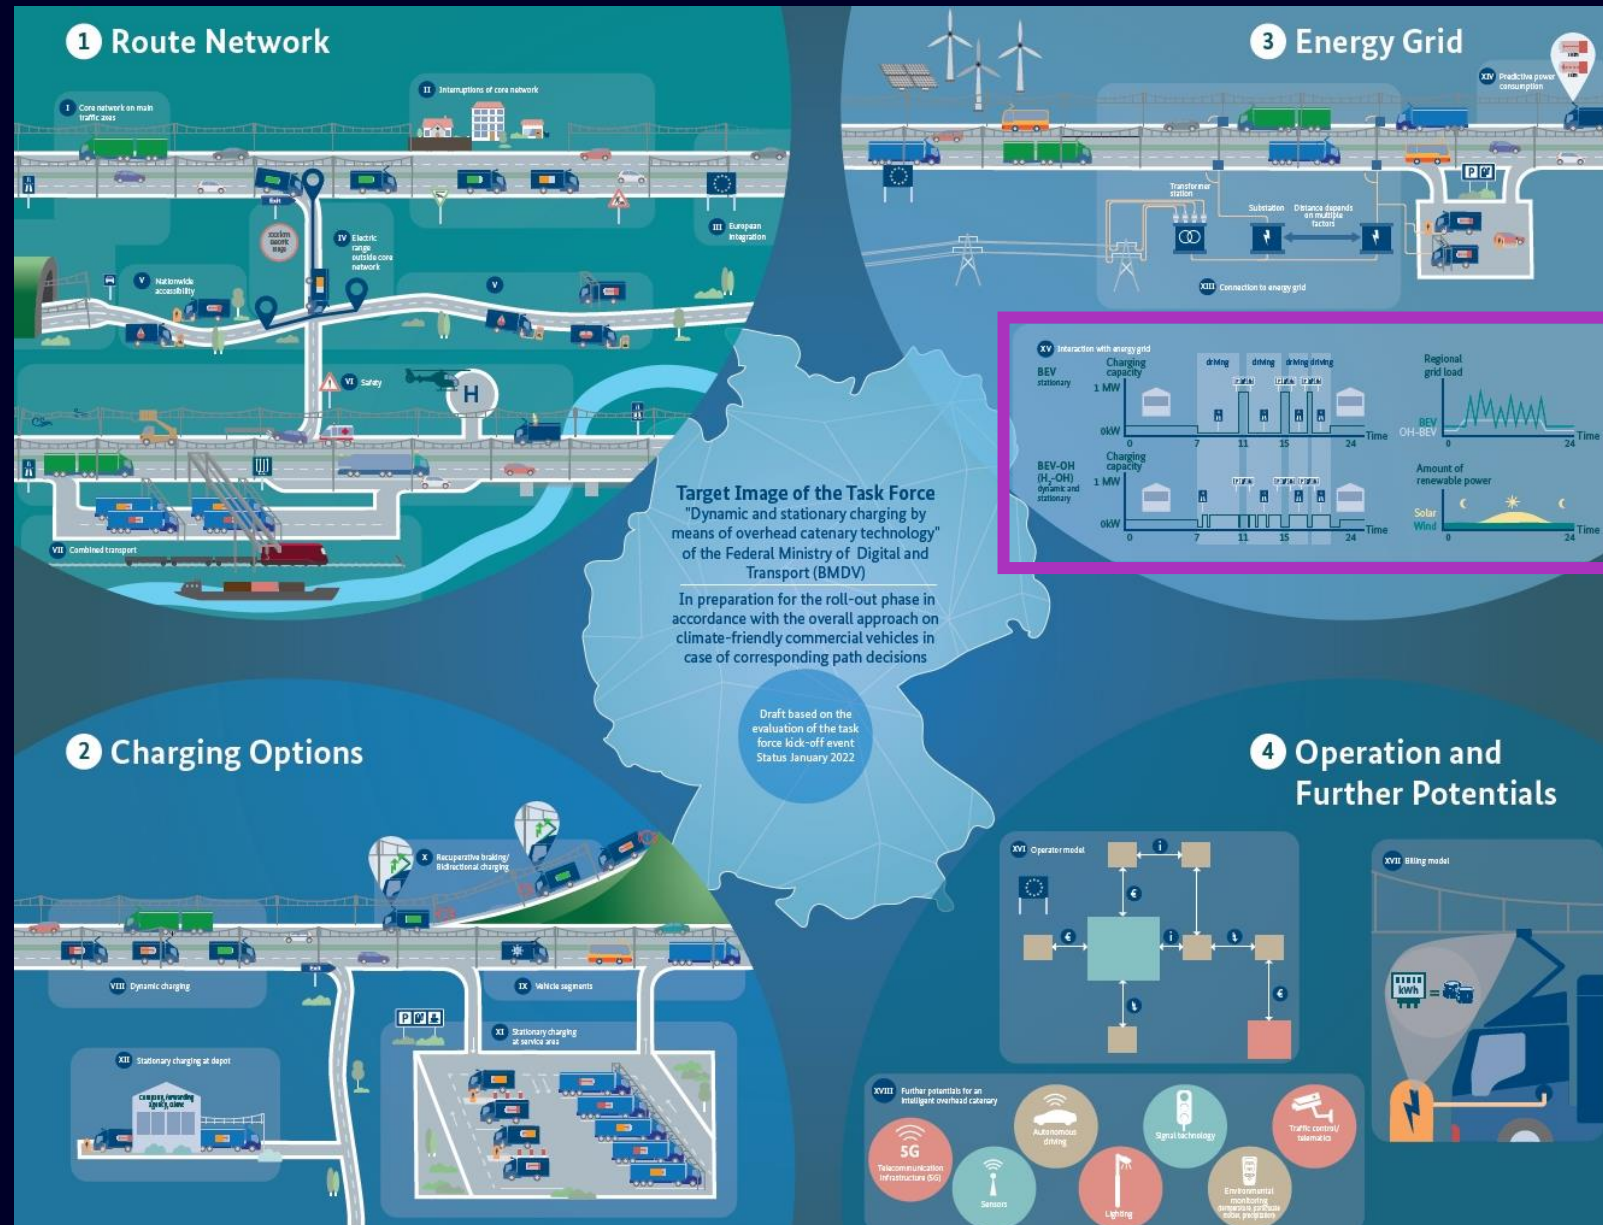 1 Route Network
I Core network on main
traffic axes
II Interruptions of core network
III European
integration
Exit
IV Electric
range
outside core
network
V Nationwide
accessibility
V
VI Safety
H
VII Combined transport
3 Energy Grid
XIV Predictive power
consumption
P
Transformer
station
Substation
Distance depends
on multiple
factors
XIII Connection to energy grid
XV Interaction with energy grid
BEV
stationary
Charging
capacity
1 MW
0kW
driving driving driving driving
0 7 11 15 24 Time
BEV-OH
(H2-OH)
dynamic and
stationary
Charging
capacity
1 MW
0kW
0 7 11 15 24 Time
Regional
grid load
BEV
OH-BEV
0 24 Time
Amount of
renewable power
Solar
Wind
0 24 Time
Target Image of the Task Force
"Dynamic and stationary charging by
means of overhead catenary technology"
of the Federal Ministry of Digital and
Transport (BMDV)
In preparation for the roll-out phase in
accordance with the overall approach on
climate-friendly commercial vehicles in
case of corresponding path decisions
Draft based on the
evaluation of the task
force kick-off event
Status January 2022
2 Charging Options
X Recuperative braking/
Bidirectional charging
Exit
VIII Dynamic charging
IX Vehicle segments
P
XI Stationary charging
at service area
XII Stationary charging at depot
4 Operation and
Further Potentials
XVI Operator model
i
€
€ i
€
XVII Billing model
kWh =
XVIII Further potentials for an
intelligent overhead catenary
5G
Telecommunication
infrastructure (5G)
Sensors
Autonomous
driving
Lighting
Signal technology
Environmental
monitoring
Traffic control/
telematics